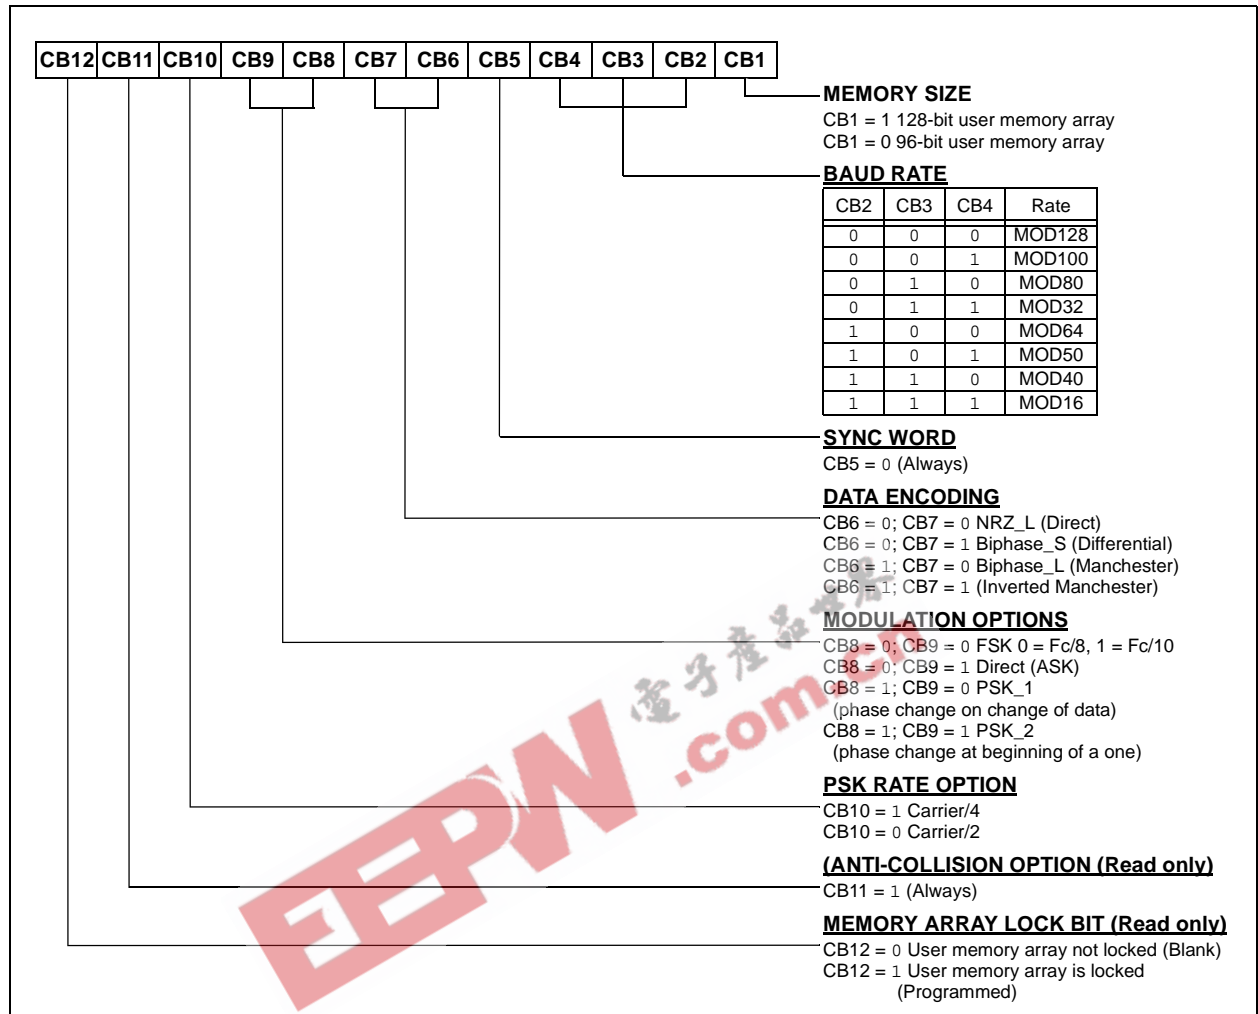 CB12 CB11 CB10 CB9 CB8 CB7 CB6 CB5 CB4 CB3 CB2 CB1
MEMORY SIZE
CB1 = 1 128-bit user memory array
CB1 = 0 96-bit user memory array
BAUD RATE
CB2 CB3 CB4 Rate
0 0 0 MOD128
0 0 1 MOD100
0 1 0 MOD80
0 1 1 MOD32
1 0 0 MOD64
1 0 1 MOD50
1 1 0 MOD40
1 1 1 MOD16
SYNC WORD
CB5 = 0 (Always)
DATA ENCODING
CB6 = 0; CB7 = 0 NRZ_L (Direct)
CB6 = 0; CB7 = 1 Biphase_S (Differential)
CB6 = 1; CB7 = 0 Biphase_L (Manchester)
CB6 = 1; CB7 = 1 (Inverted Manchester)
MODULATION OPTIONS
CB8 = 0; CB9 = 0 FSK 0 = Fc/8, 1 = Fc/10
CB8 = 0; CB9 = 1 Direct (ASK)
CB8 = 1; CB9 = 0 PSK_1
(phase change on change of data)
CB8 = 1; CB9 = 1 PSK_2
(phase change at beginning of a one)
PSK RATE OPTION
CB10 = 1 Carrier/4
CB10 = 0 Carrier/2
(ANTI-COLLISION OPTION (Read only)
CB11 = 1 (Always)
MEMORY ARRAY LOCK BIT (Read only)
CB12 = 0 User memory array not locked (Blank)
CB12 = 1 User memory array is locked
(Programmed)
EEPW .com.cn
電子產品世界